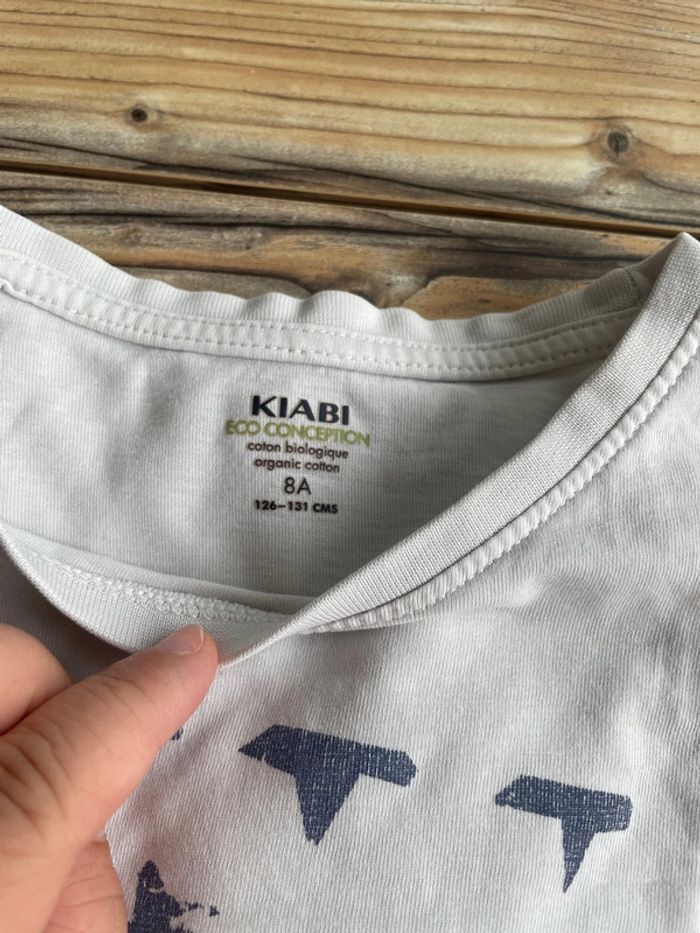 KIABI
ECO CONCEPTION
coton biologique
organic cotton
8A
126–131 CMS